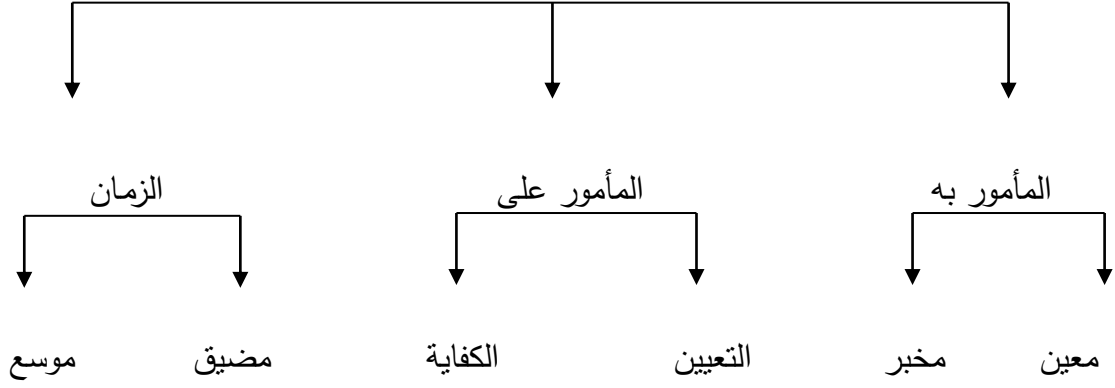 المأمور به المأمور على الزمان
معين مخبر التعيين الكفاية مضيق موسع